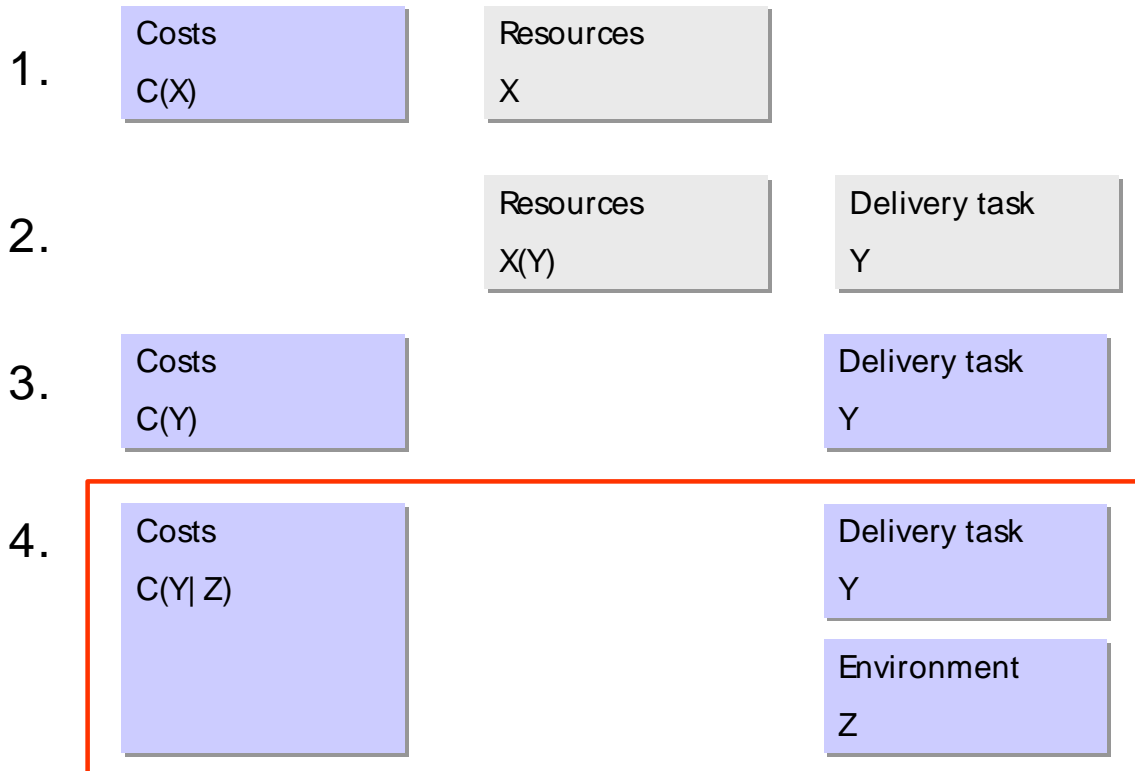 1.
Costs
C(X)
Resources
X
2.
Resources
X(Y)
Delivery task
Y
3.
Costs
C(Y)
Delivery task
Y
4.
Costs
C(Y| Z)
Delivery task
Y
Environment
Z